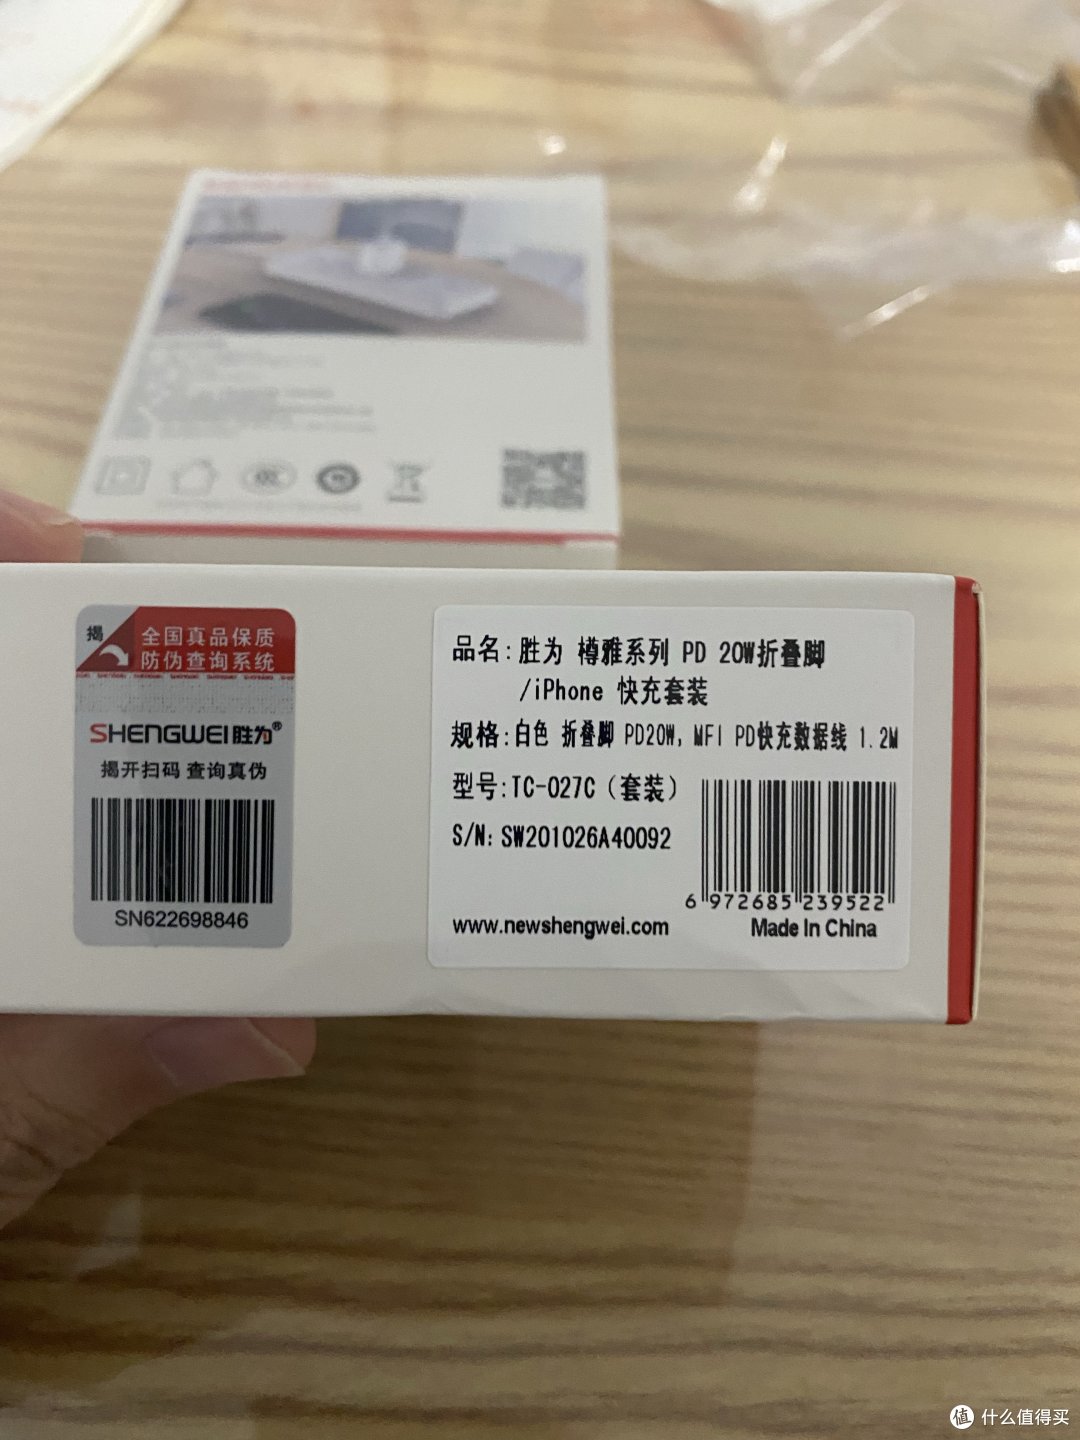 揭
全国真品保质
防伪查询系统
SHENGWEI胜为®
揭开扫码 查询真伪
SN622698846
品名:胜为 樽雅系列 PD 20W折叠脚
/iPhone 快充套装
规格:白色 折叠脚 PD20W, MFI PD快充数据线 1.2M
型号:TC-027C (套装)
S/N: SW201026A40092
6 972685 239522
www.newshengwei.com
Made In China
值 什么值得买